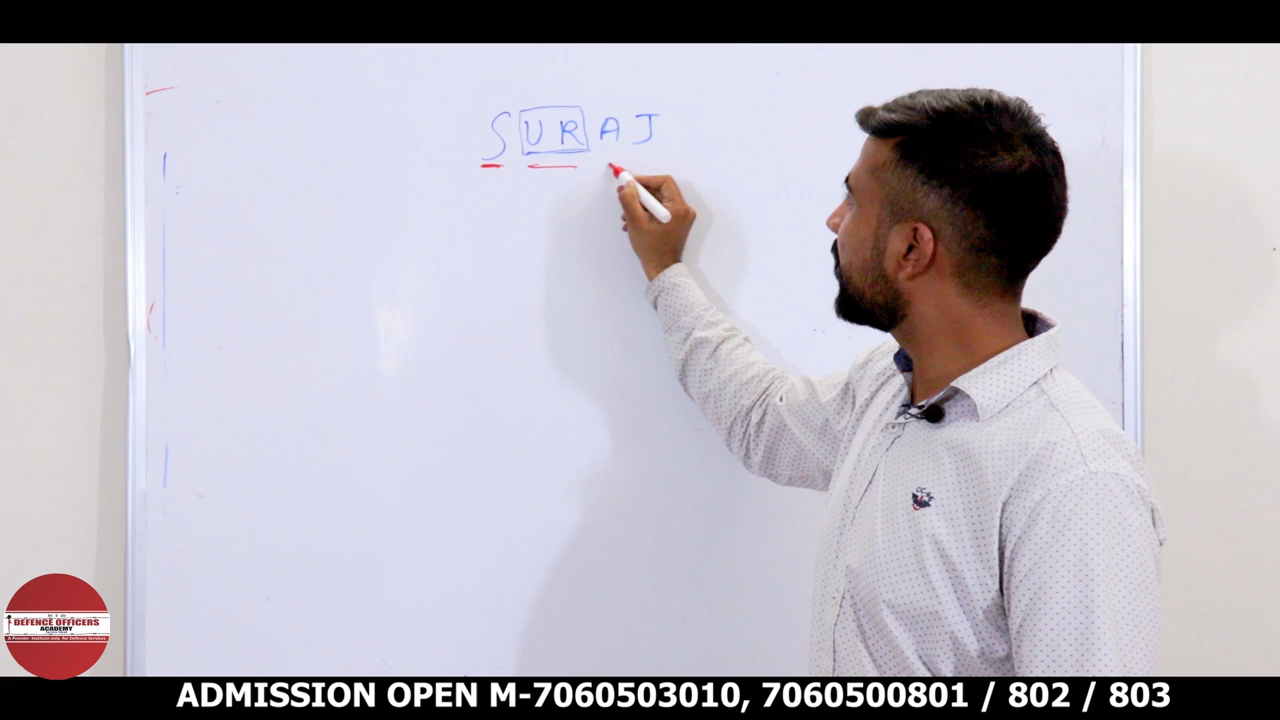 SURAJ
DEFENCE OFFICERS
ACADEMY
A Premier Institute only for Defence Services
ADMISSION OPEN M-7060503010, 7060500801 / 802 / 803